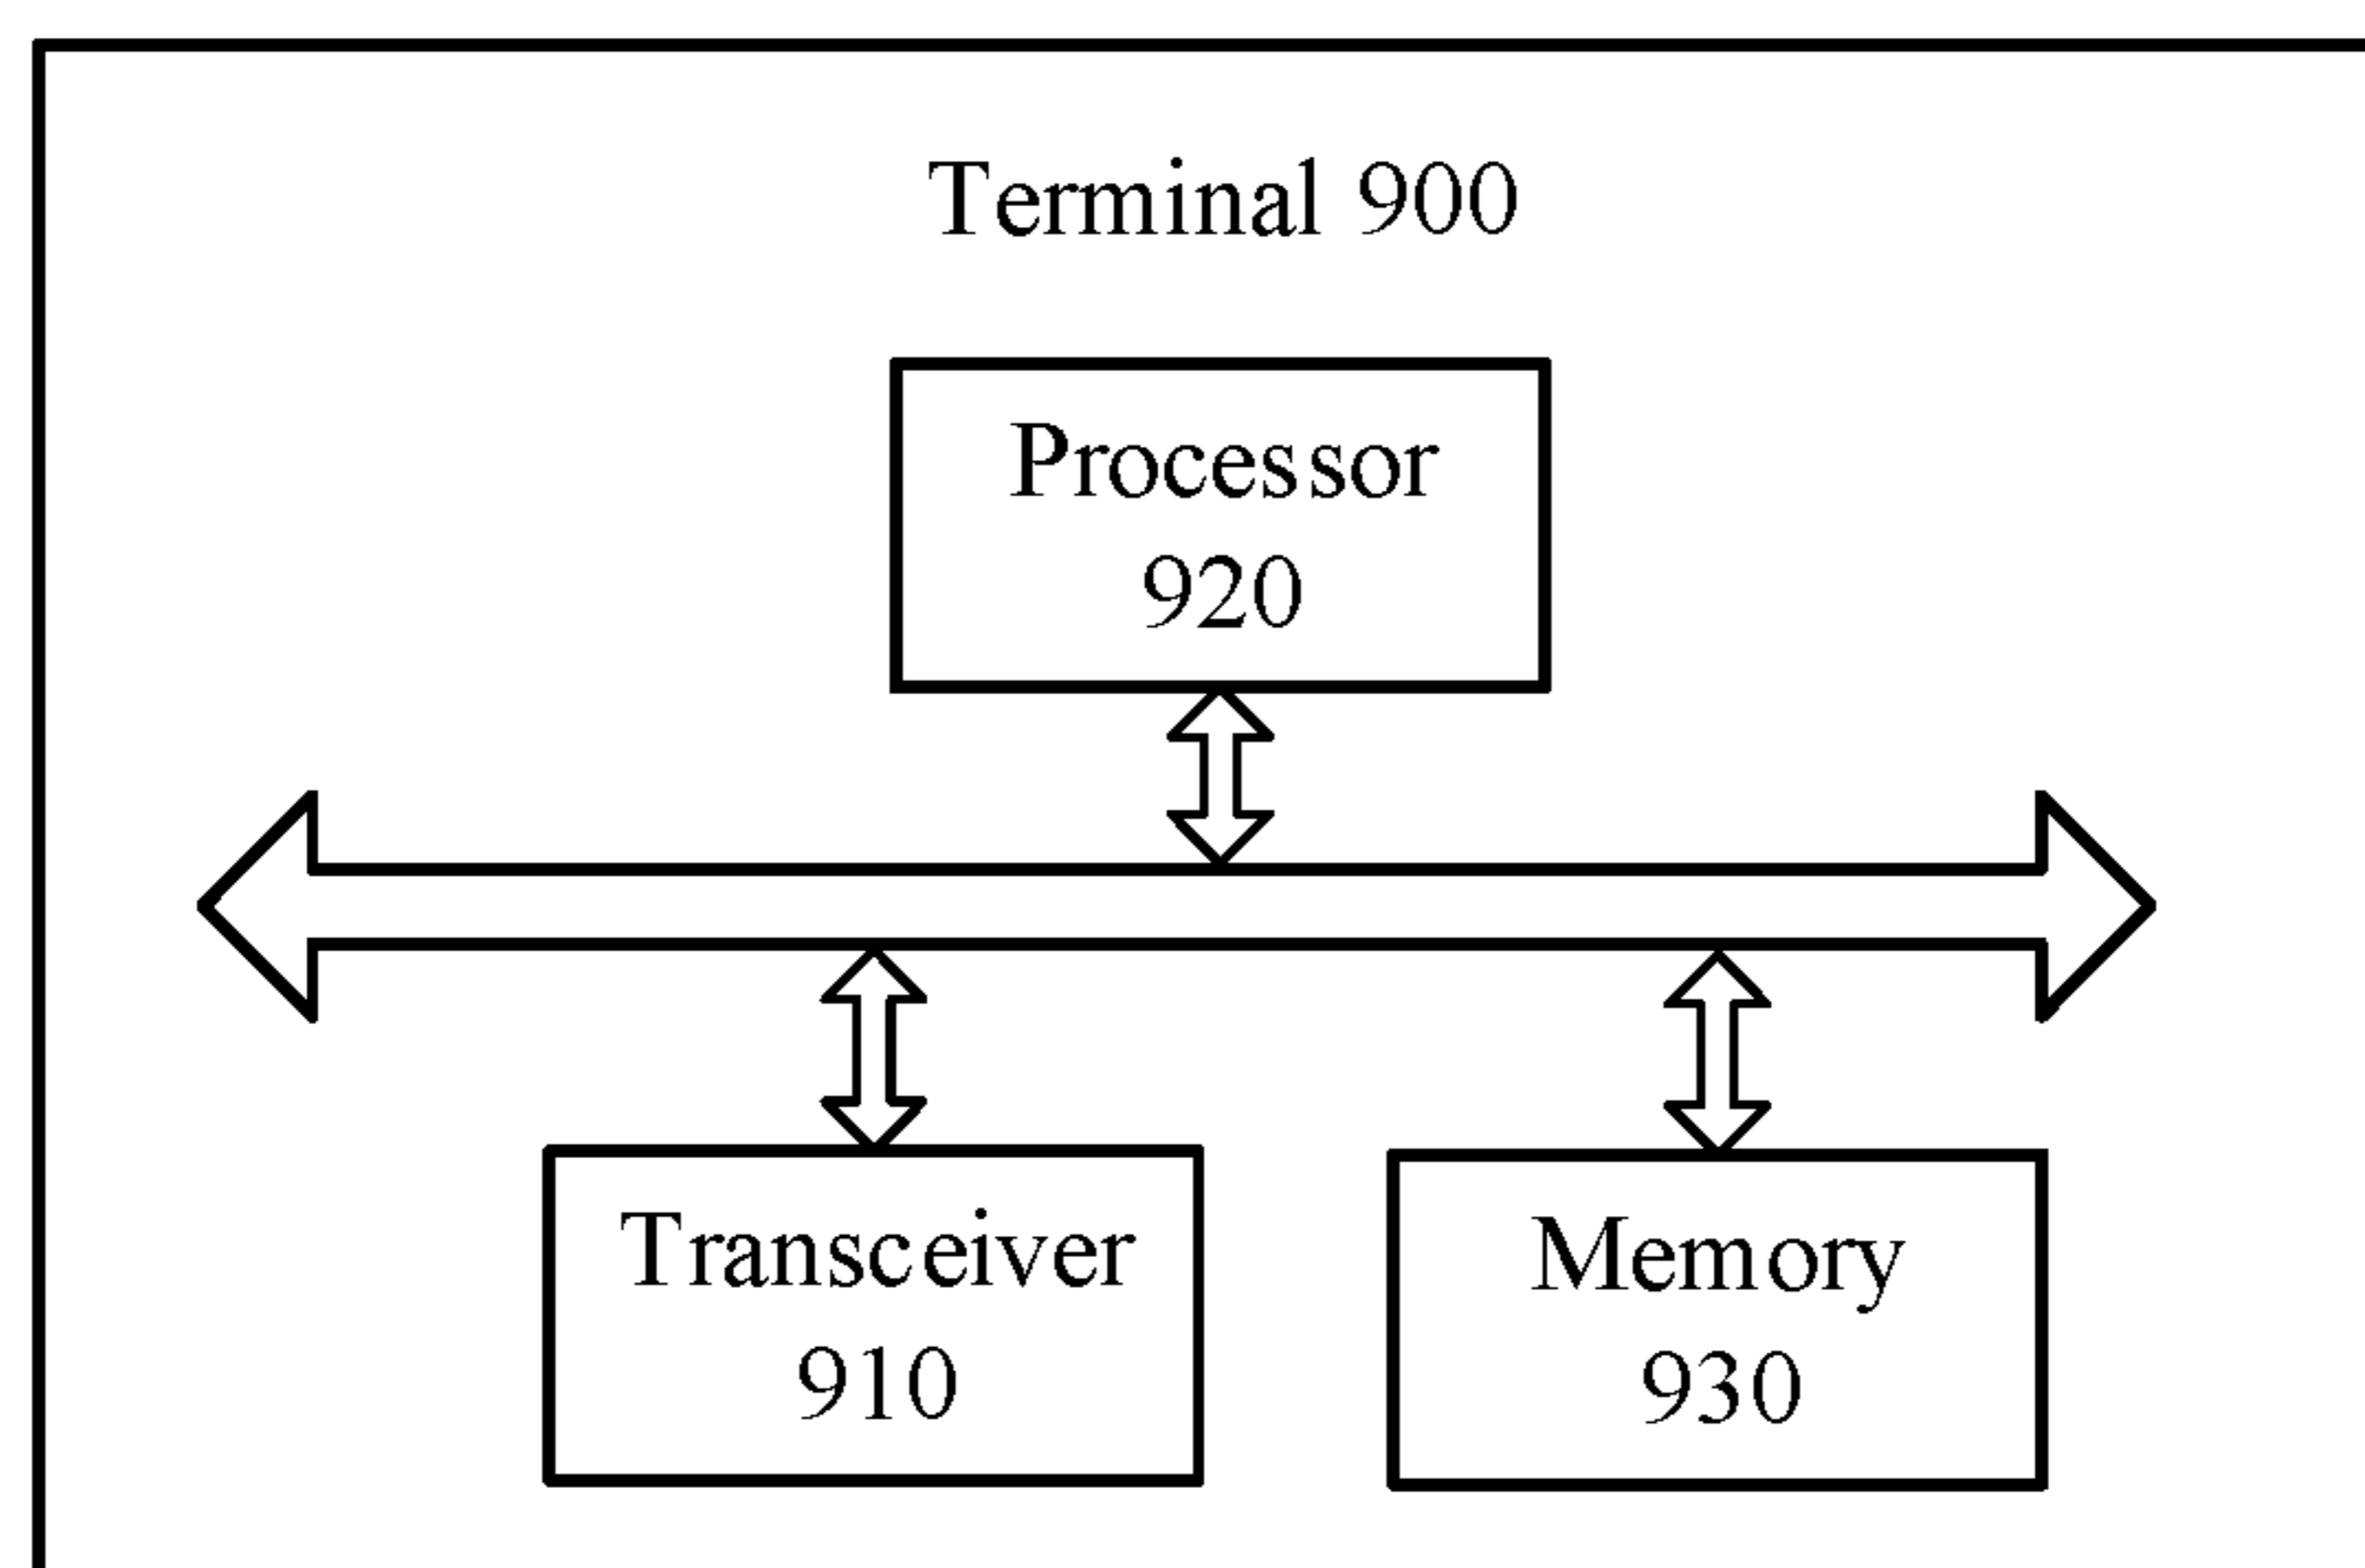 Terminal 900
Processor
920
Transceiver
910
Memory
930